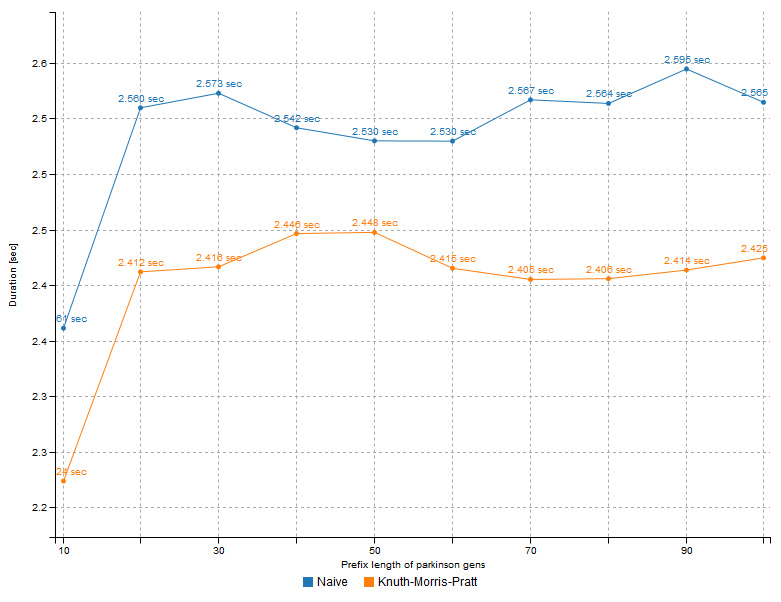 2.6
2.595 sec
2.573 sec
2.567 sec
2.564 sec
2.565
2.560 sec
2.542 sec
2.5
2.530 sec
2.530 sec
2.5
2.5
2.446 sec
2.448 sec
2.425
2.412 sec
2.416 sec
2.415 sec
2.405 sec
2.406 sec
2.414 sec
2.4
Duration [sec]
61 sec
2.4
2.3
2.3
24 sec
2.2
10
30
50
70
90
Prefix length of parkinson gens
Naive
Knuth-Morris-Pratt